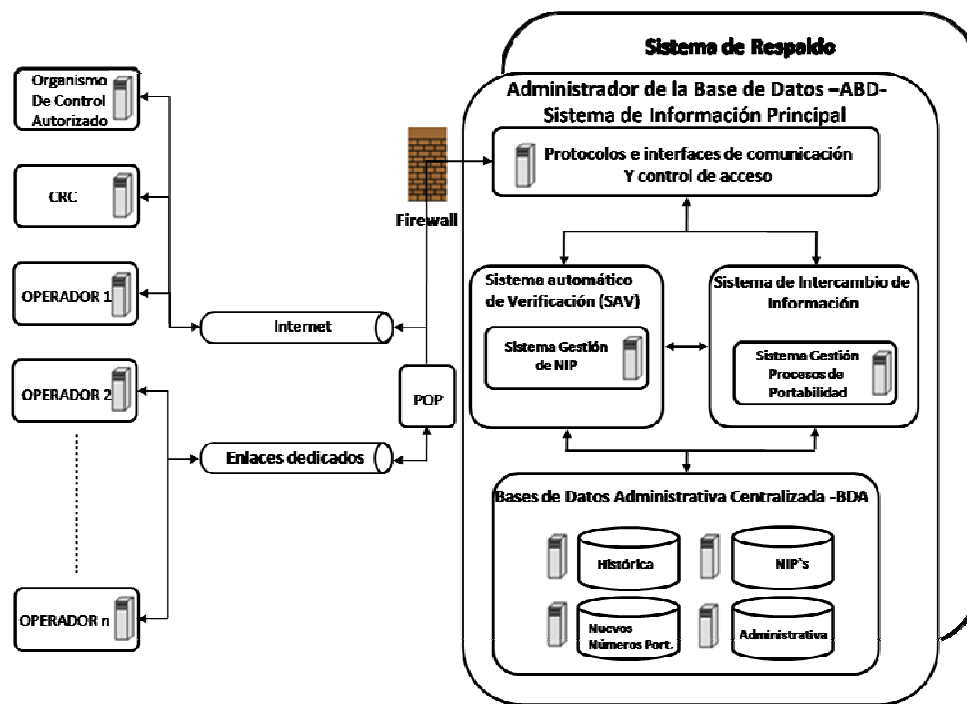 Sistema de Respaldo
Organismo
De Control
Autorizado
CRC
OPERADOR 1
OPERADOR 2
OPERADOR n
Internet
Enlaces dedicados
Firewall
POP
Administrador de la Base de Datos –ABD-
Sistema de Información Principal
Protocolos e interfaces de comunicación
Y control de acceso
Sistema automático
de Verificación (SAV)
Sistema Gestión
de NIP
Sistema de Intercambio de
Información
Sistema Gestión
Procesos de
Portabilidad
Bases de Datos Administrativa Centralizada -BDA
Histórica
NIP`s
Nuevos
Números Port.
Administrativa